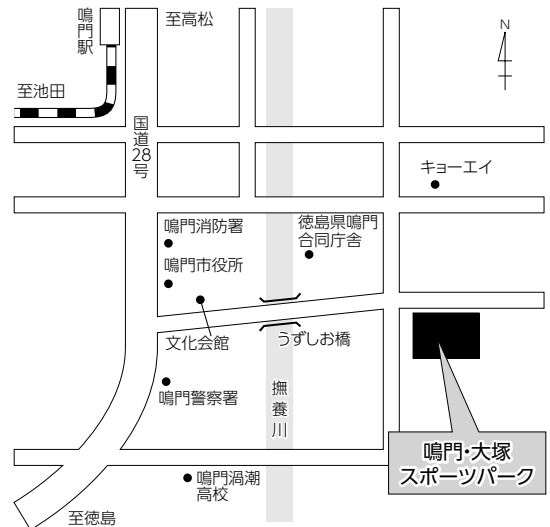 鳴門駅
至高松
N
至池田
国道28号
キョーエイ
鳴門消防署
徳島県鳴門
合同庁舎
鳴門市役所
文化会館
うずしお橋
撫養川
鳴門警察署
鳴門・大塚
スポーツパーク
鳴門渦潮
高校
至徳島